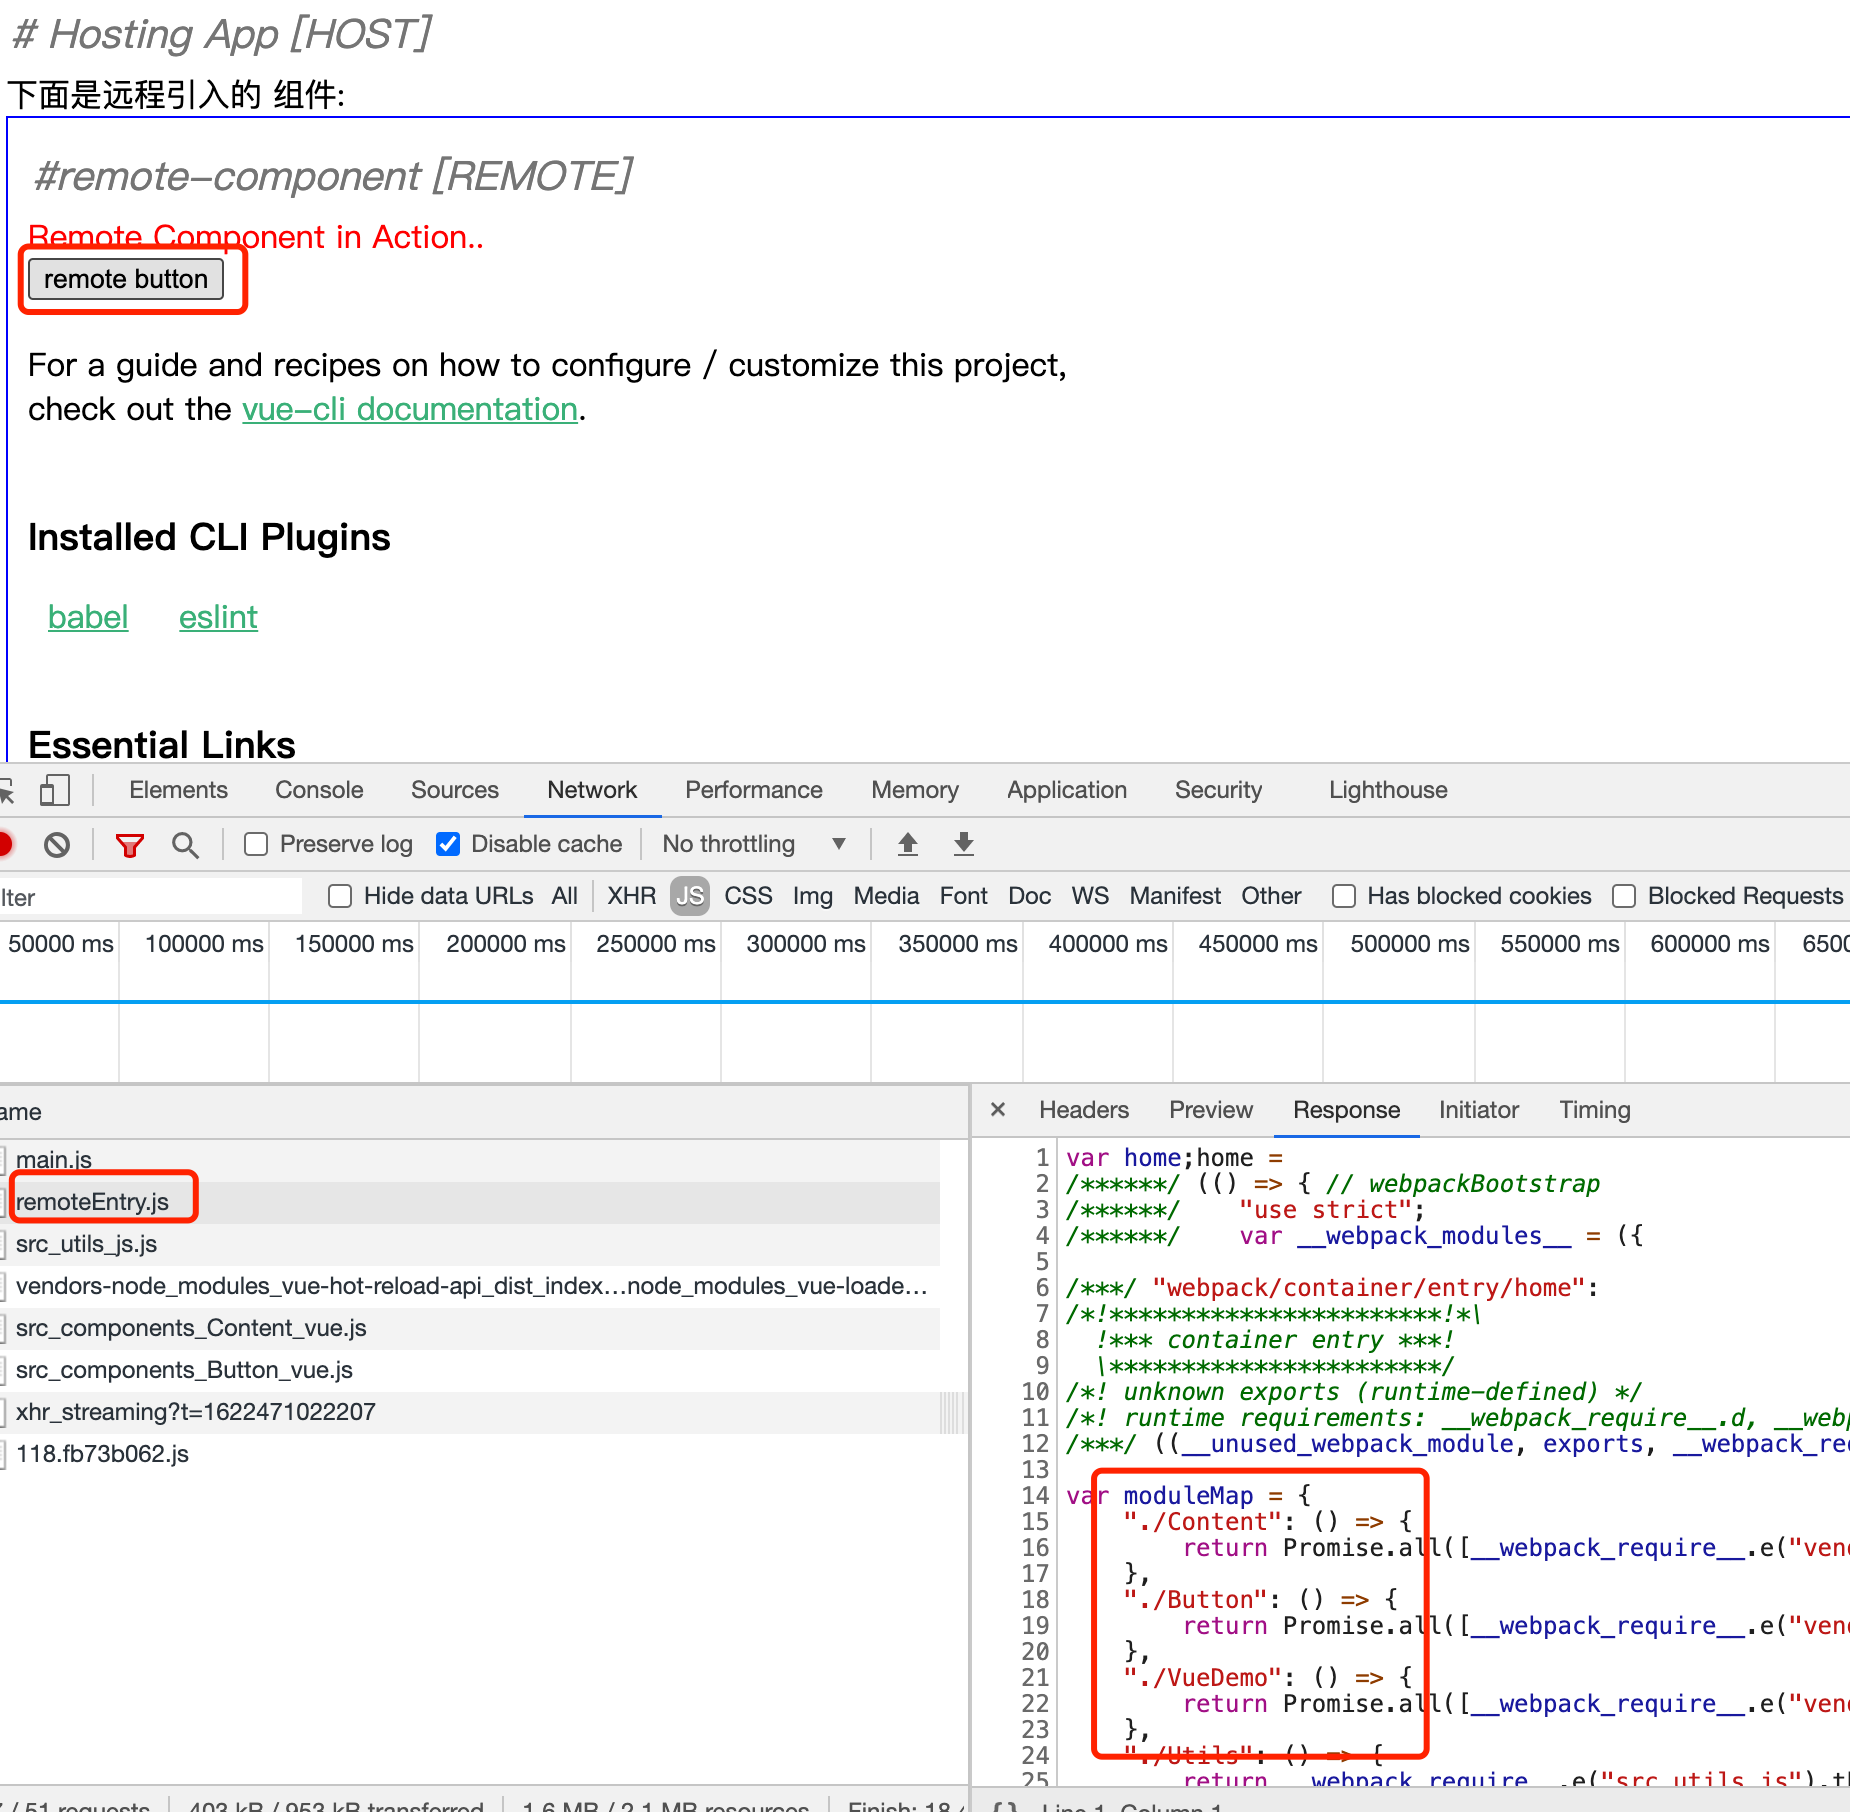 # Hosting App [HOST]
下面是远程引入的 组件:
#remote-component [REMOTE]
Remote Component in Action..
remote button
For a guide and recipes on how to configure / customize this project,
check out the vue-cli documentation.
Installed CLI Plugins
babel eslint
Essential Links
Elements Console Sources Network Performance Memory Application Security Lighthouse
Preserve log Disable cache No throttling
lter Hide data URLs All XHR JS CSS Img Media Font Doc WS Manifest Other Has blocked cookies Blocked Requests
50000 ms 100000 ms 150000 ms 200000 ms 250000 ms 300000 ms 350000 ms 400000 ms 450000 ms 500000 ms 550000 ms 600000 ms 6500
ame
main.js
remoteEntry.js
src_utils_js.js
vendors-node_modules_vue-hot-reload-api_dist_index…node_modules_vue-loade…
src_components_Content_vue.js
src_components_Button_vue.js
xhr_streaming?t=1622471022207
118.fb73b062.js
× Headers Preview Response Initiator Timing
1 var home;home =
2 /******/ (() => { // webpackBootstrap
3 /******/ "use strict";
4 /******/ var __webpack_modules__ = ({
5
6 /***/ "webpack/container/entry/home":
7 /*!***********************!*\
8 !*** container entry ***!
9 \***********************/
10 /*! unknown exports (runtime-defined) */
11 /*! runtime requirements: __webpack_require__.d, __webp
12 /***/ ((__unused_webpack_module, exports, __webpack_req
13
14 var moduleMap = {
15 "./Content": () => {
16 return Promise.all([__webpack_require__.e("vend
17 },
18 "./Button": () => {
19 return Promise.all([__webpack_require__.e("vend
20 },
21 "./VueDemo": () => {
22 return Promise.all([__webpack_require__.e("vend
23 },
24 "./Utils": () => {
25 return __webpack_require__.e("src_utils_js").th
/ 51 requests 403 kB / 953 kB transferred 1.6 MB / 2.1 MB resources Finish: 18.
{} Line 1, Column 1